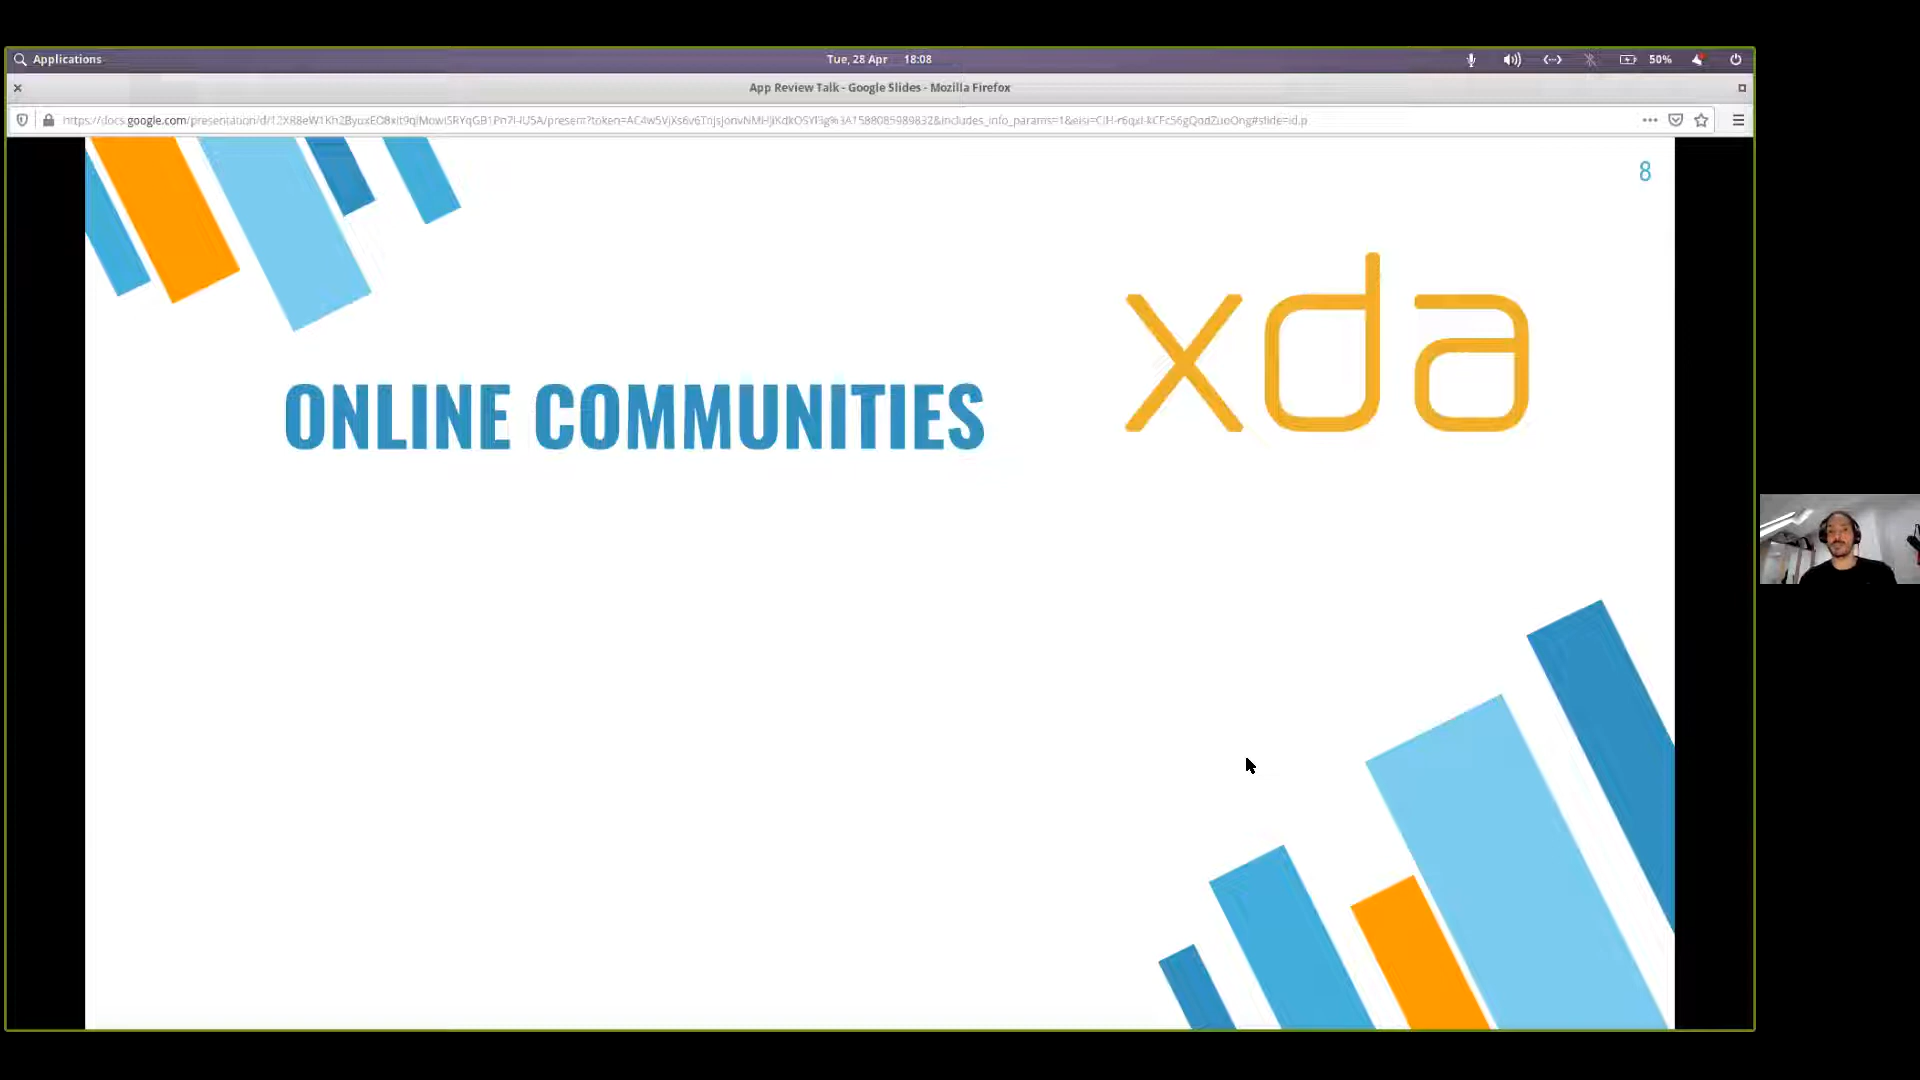 Applications
Tue, 28 Apr 18:08
50%
App Review Talk - Google Slides - Mozilla Firefox
8
xda
ONLINE COMMUNITIES